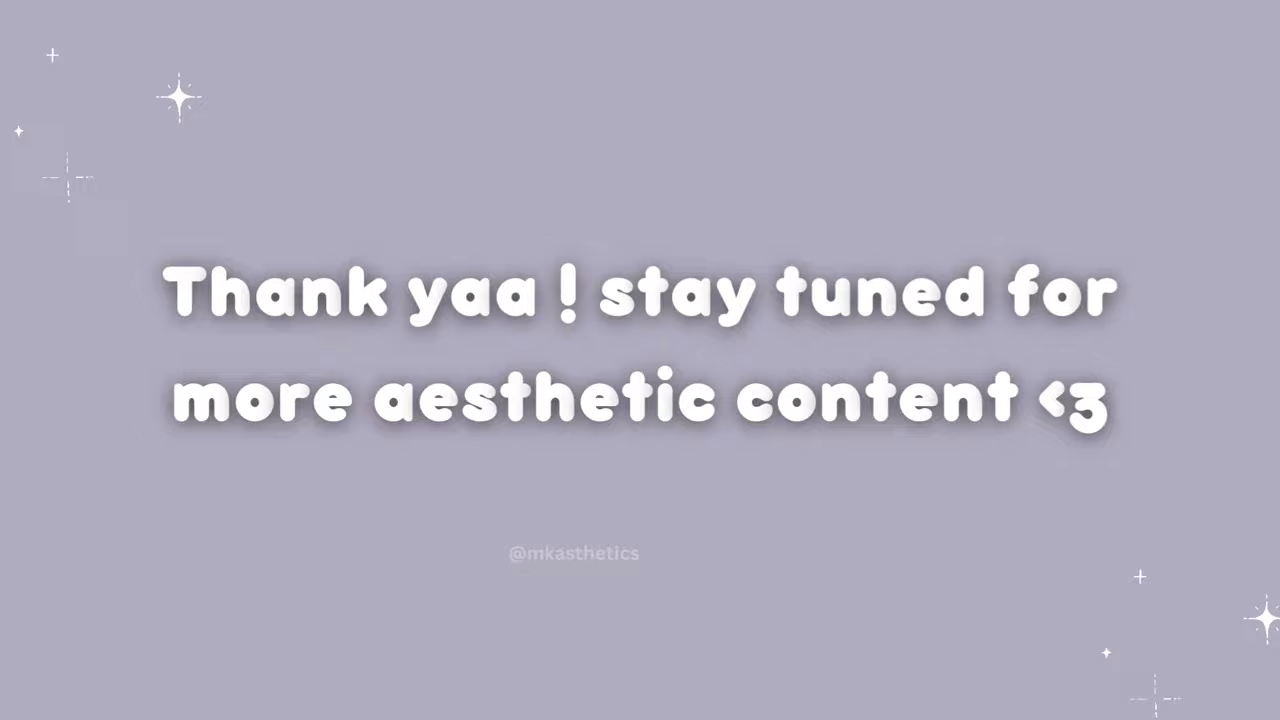 Thank yaa ! stay tuned for
more aesthetic content <3
@mkasthetics